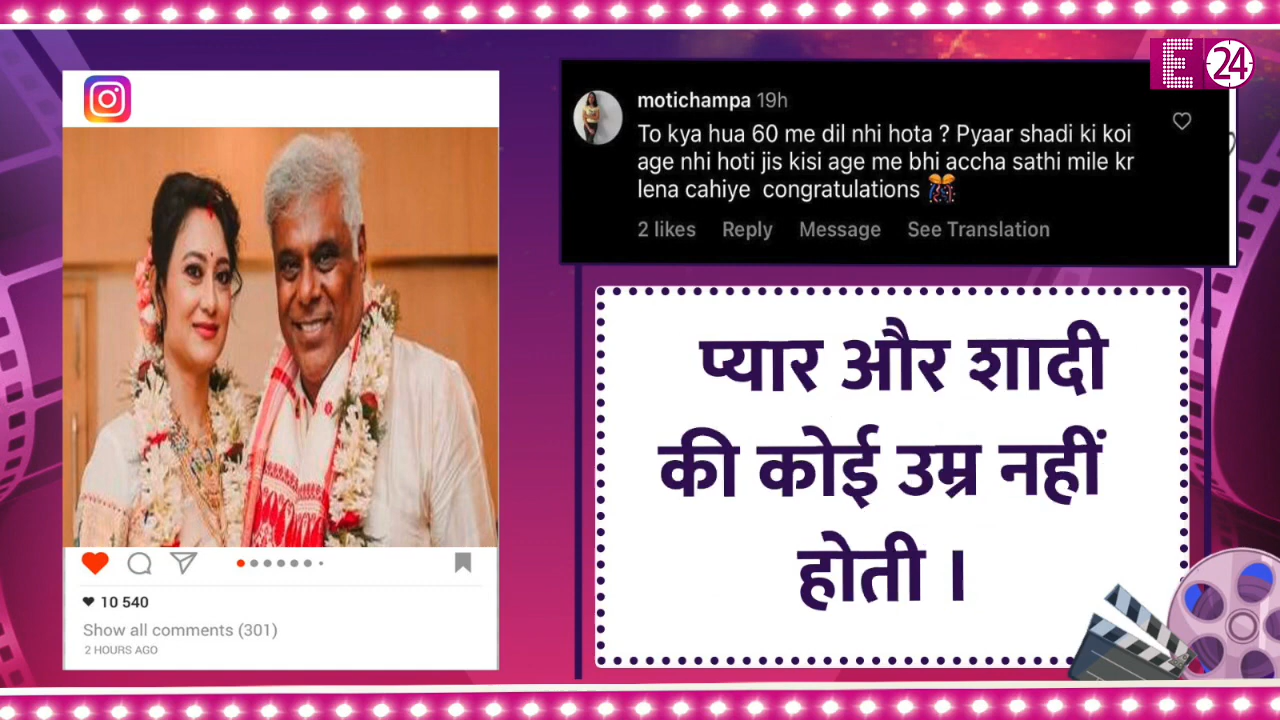 E 24
motichampa 19h
To kya hua 60 me dil nhi hota ? Pyaar shadi ki koi
age nhi hoti jis kisi age me bhi accha sathi mile kr
lena cahiye congratulations 🎊
2 likes Reply Message See Translation
प्यार और शादी
की कोई उम्र नहीं
होती ।
10 540
Show all comments (301)
2 HOURS AGO